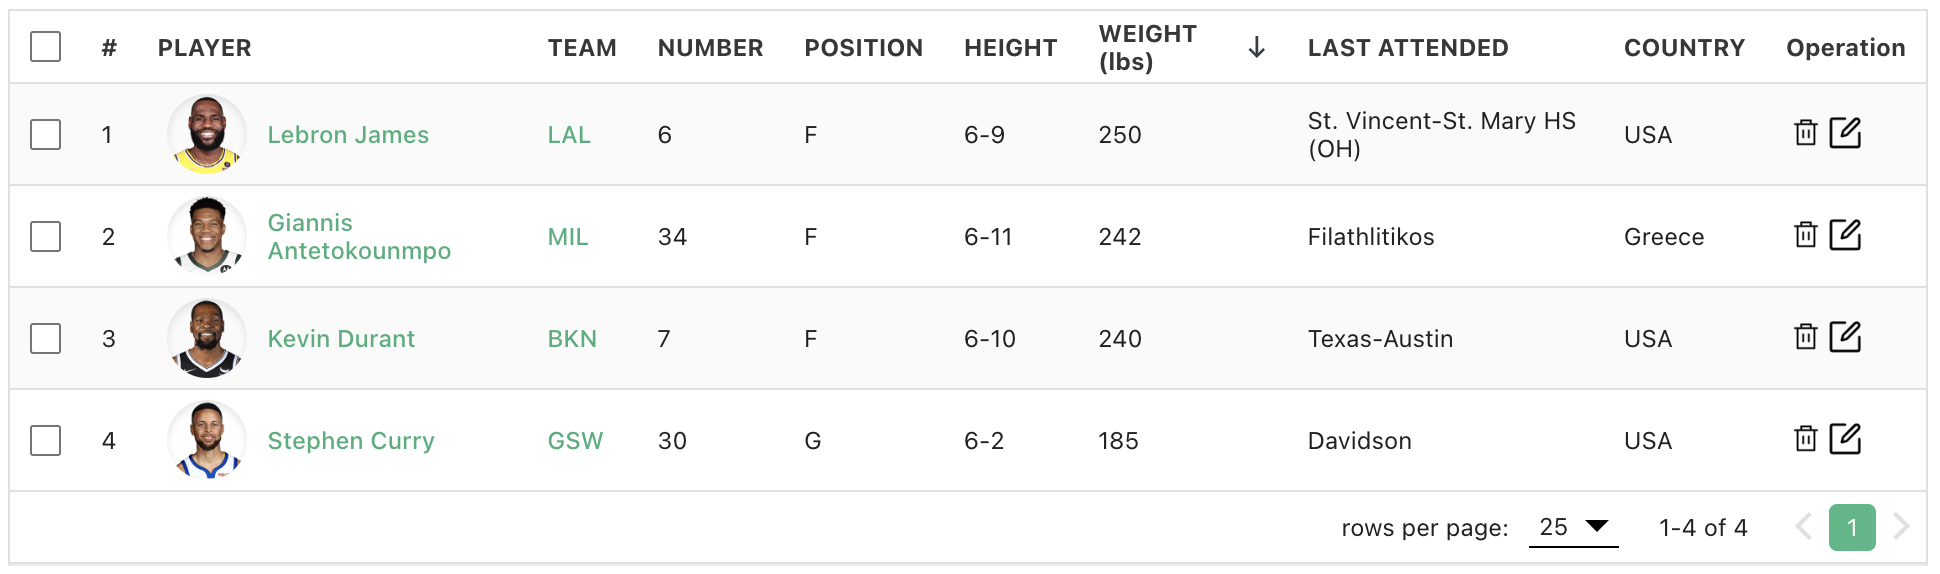 # PLAYER TEAM NUMBER POSITION HEIGHT WEIGHT (lbs) LAST ATTENDED COUNTRY Operation
1 Lebron James LAL 6 F 6-9 250 St. Vincent-St. Mary HS (OH) USA
2 Giannis Antetokounmpo MIL 34 F 6-11 242 Filathlitikos Greece
3 Kevin Durant BKN 7 F 6-10 240 Texas-Austin USA
4 Stephen Curry GSW 30 G 6-2 185 Davidson USA
rows per page: 25 1-4 of 4 1